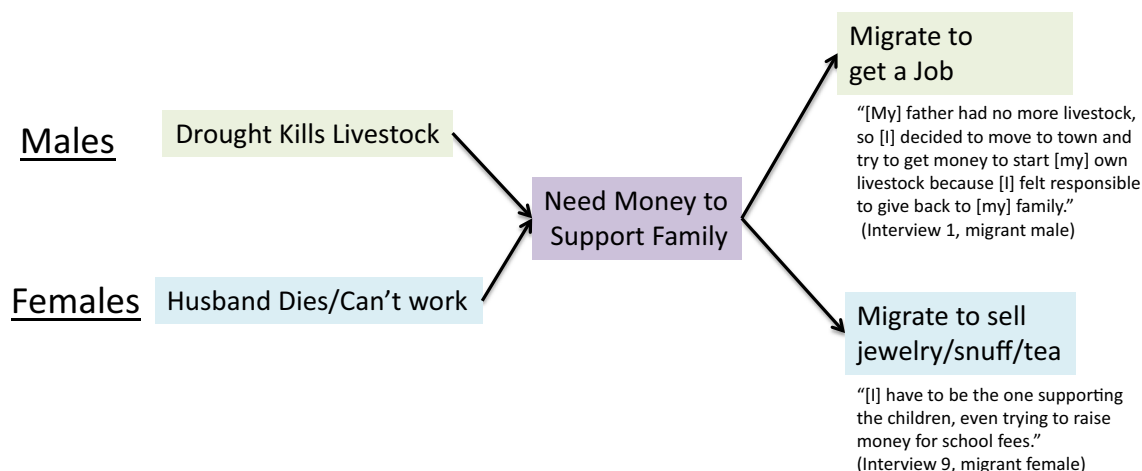 Males
Drought Kills Livestock
Females
Husband Dies/Can’t work
Need Money to
Support Family
Migrate to
get a Job
“[My] father had no more livestock,
so [I] decided to move to town and
try to get money to start [my] own
livestock because [I] felt responsible
to give back to [my] family.”
(Interview 1, migrant male)
Migrate to sell
jewelry/snuff/tea
“[I] have to be the one supporting
the children, even trying to raise
money for school fees.”
(Interview 9, migrant female)